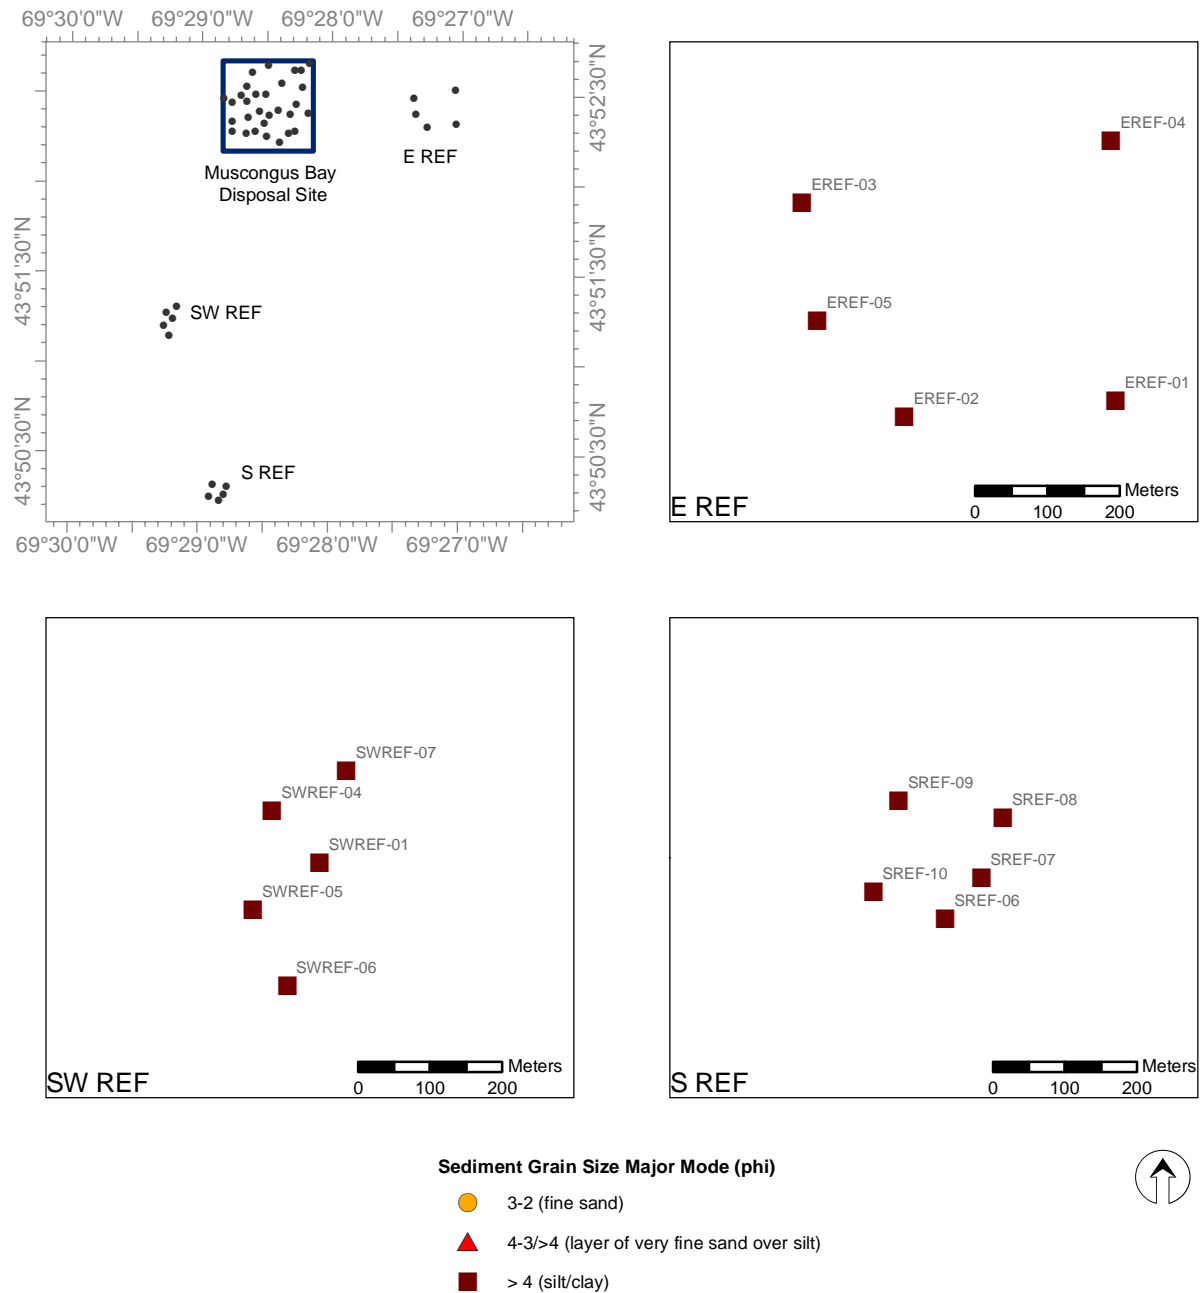 69°30'0"W 69°29'0"W 69°28'0"W 69°27'0"W
43°52'30"N
43°51'30"N
43°51'30"N
43°50'30"N
43°50'30"N
69°30'0"W 69°29'0"W 69°28'0"W 69°27'0"W
Muscongus Bay
Disposal Site
E REF
SW REF
S REF
EREF-04
EREF-03
EREF-05
EREF-01
EREF-02
Meters
0 100 200
E REF
SWREF-07
SWREF-04
SWREF-01
SWREF-05
SWREF-06
Meters
0 100 200
SW REF
SREF-09
SREF-08
SREF-07
SREF-10
SREF-06
Meters
0 100 200
S REF
Sediment Grain Size Major Mode (phi)
3-2 (fine sand)
4-3/>4 (layer of very fine sand over silt)
> 4 (silt/clay)